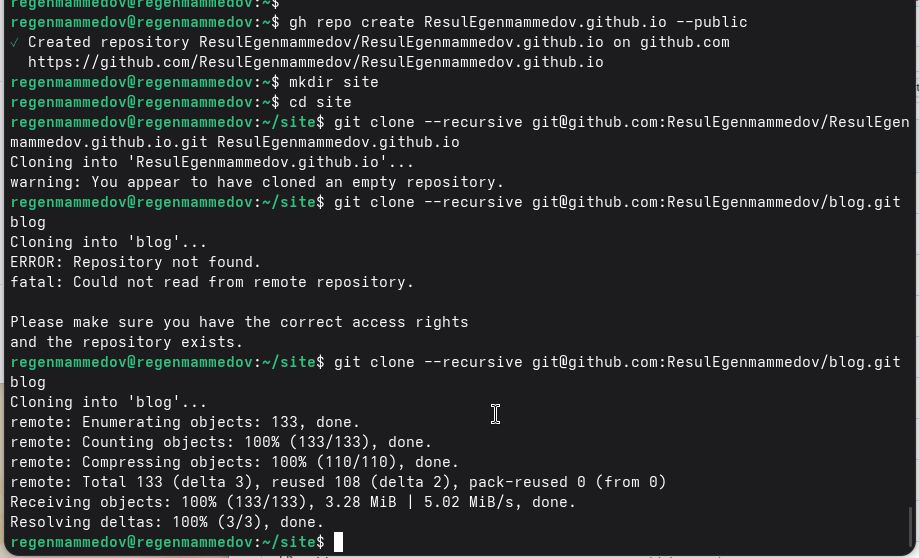 regenmammedov@regenmammedov:~$
regenmammedov@regenmammedov:~$ gh repo create ResulEgenmammedov.github.io --public
✓ Created repository ResulEgenmammedov/ResulEgenmammedov.github.io on github.com
  https://github.com/ResulEgenmammedov/ResulEgenmammedov.github.io
regenmammedov@regenmammedov:~$ mkdir site
regenmammedov@regenmammedov:~$ cd site
regenmammedov@regenmammedov:~/site$ git clone --recursive git@github.com:ResulEgenmammedov/ResulEgen
mammedov.github.io.git ResulEgenmammedov.github.io
Cloning into 'ResulEgenmammedov.github.io'...
warning: You appear to have cloned an empty repository.
regenmammedov@regenmammedov:~/site$ git clone --recursive git@github.com:ResulEgenmammedov/blog.git
blog
Cloning into 'blog'...
ERROR: Repository not found.
fatal: Could not read from remote repository.

Please make sure you have the correct access rights
and the repository exists.
regenmammedov@regenmammedov:~/site$ git clone --recursive git@github.com:ResulEgenmammedov/blog.git
blog
Cloning into 'blog'...
remote: Enumerating objects: 133, done.
remote: Counting objects: 100% (133/133), done.
remote: Compressing objects: 100% (110/110), done.
remote: Total 133 (delta 3), reused 108 (delta 2), pack-reused 0 (from 0)
Receiving objects: 100% (133/133), 3.28 MiB | 5.02 MiB/s, done.
Resolving deltas: 100% (3/3), done.
regenmammedov@regenmammedov:~/site$